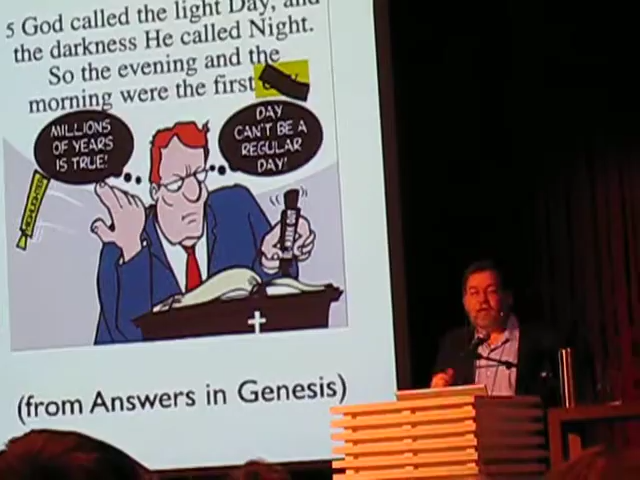 5 God called the light Day, and
the darkness He called Night.
So the evening and the
morning were the first
MILLIONS
OF YEARS
IS TRUE!
DAY
CAN'T BE A
REGULAR
DAY!
HIGHLIGHTER
(from Answers in Genesis)